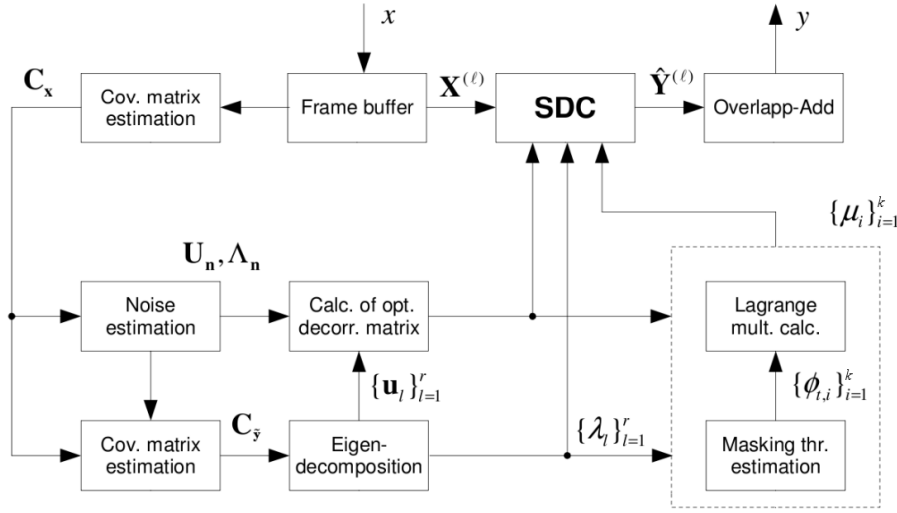 x
y
C_x
Cov. matrix
estimation
Frame buffer
X^(ℓ)
SDC
Ŷ^(ℓ)
Overlapp-Add
{μ_i}_{i=1}^k
U_n, Λ_n
Noise
estimation
Calc. of opt.
decorr. matrix
Lagrange
mult. calc.
{u_l}_{l=1}^r
{ϕ_{t,i}}_{i=1}^k
C_ỹ
{λ_l}_{l=1}^r
Cov. matrix
estimation
Eigen-
decomposition
Masking thr.
estimation